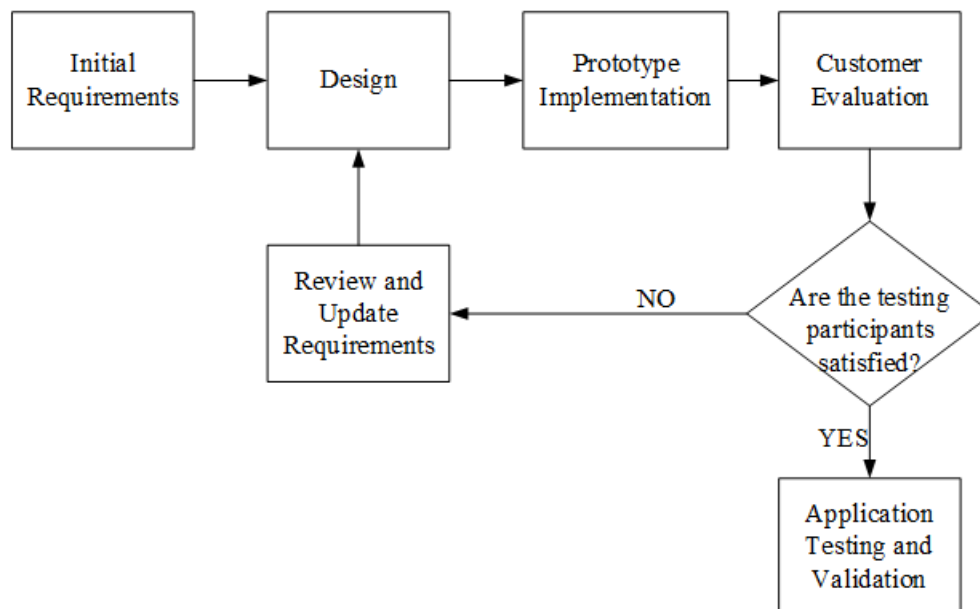 Initial
Requirements
Design
Prototype
Implementation
Customer
Evaluation
Review and
Update
Requirements
NO
Are the testing
participants
satisfied?
YES
Application
Testing and
Validation